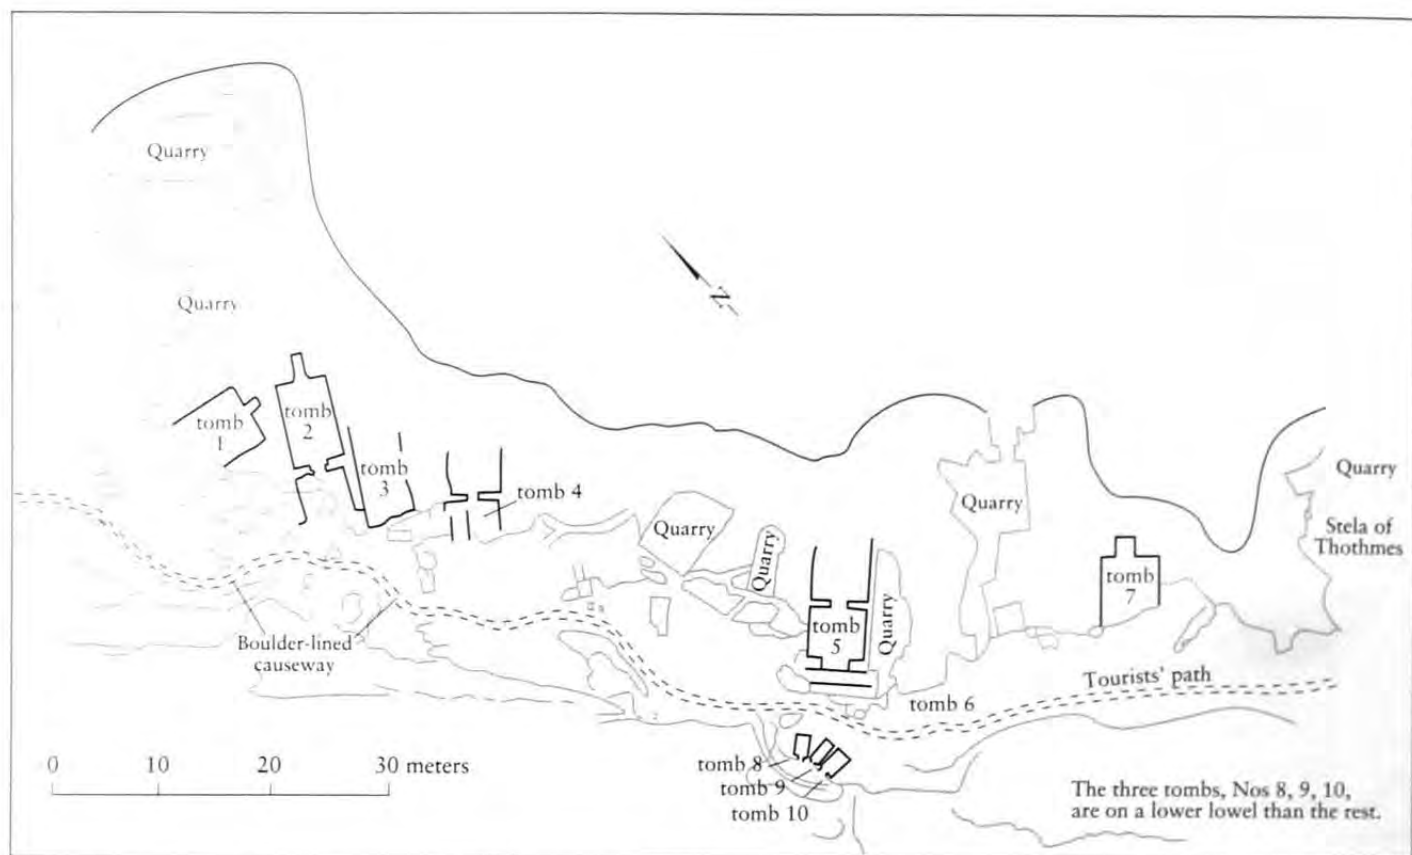 Quarry
Quarry
N
tomb
1
tomb
2
tomb
3
tomb 4
Quarry
Quarry
Quarry
Quarry
Stela of
Thothmes
tomb
7
tomb
5
Quarry
Boulder-lined
causeway
Tourists' path
tomb 6
0 10 20 30 meters
tomb 8
tomb 9
tomb 10
The three tombs, Nos 8, 9, 10,
are on a lower lowel than the rest.